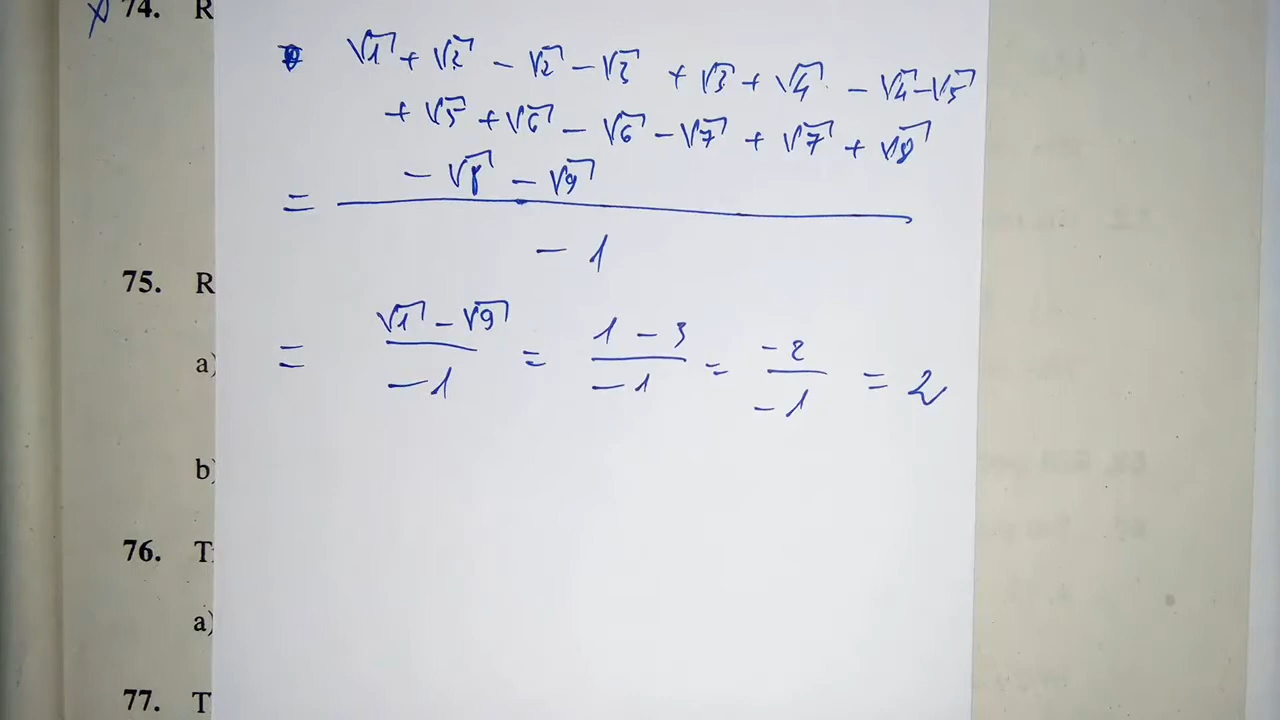 74. R
√1 + √2 - √2 - √3 + √3 + √4 - √4 - √5
+ √5 + √6 - √6 - √7 + √7 + √8
- √8 - √9
=
- 1
75. R
√1 - √9
= = 1 - 3 = -2 = 2
-1 -1 -1
a)
b)
76. T
a)
77. T